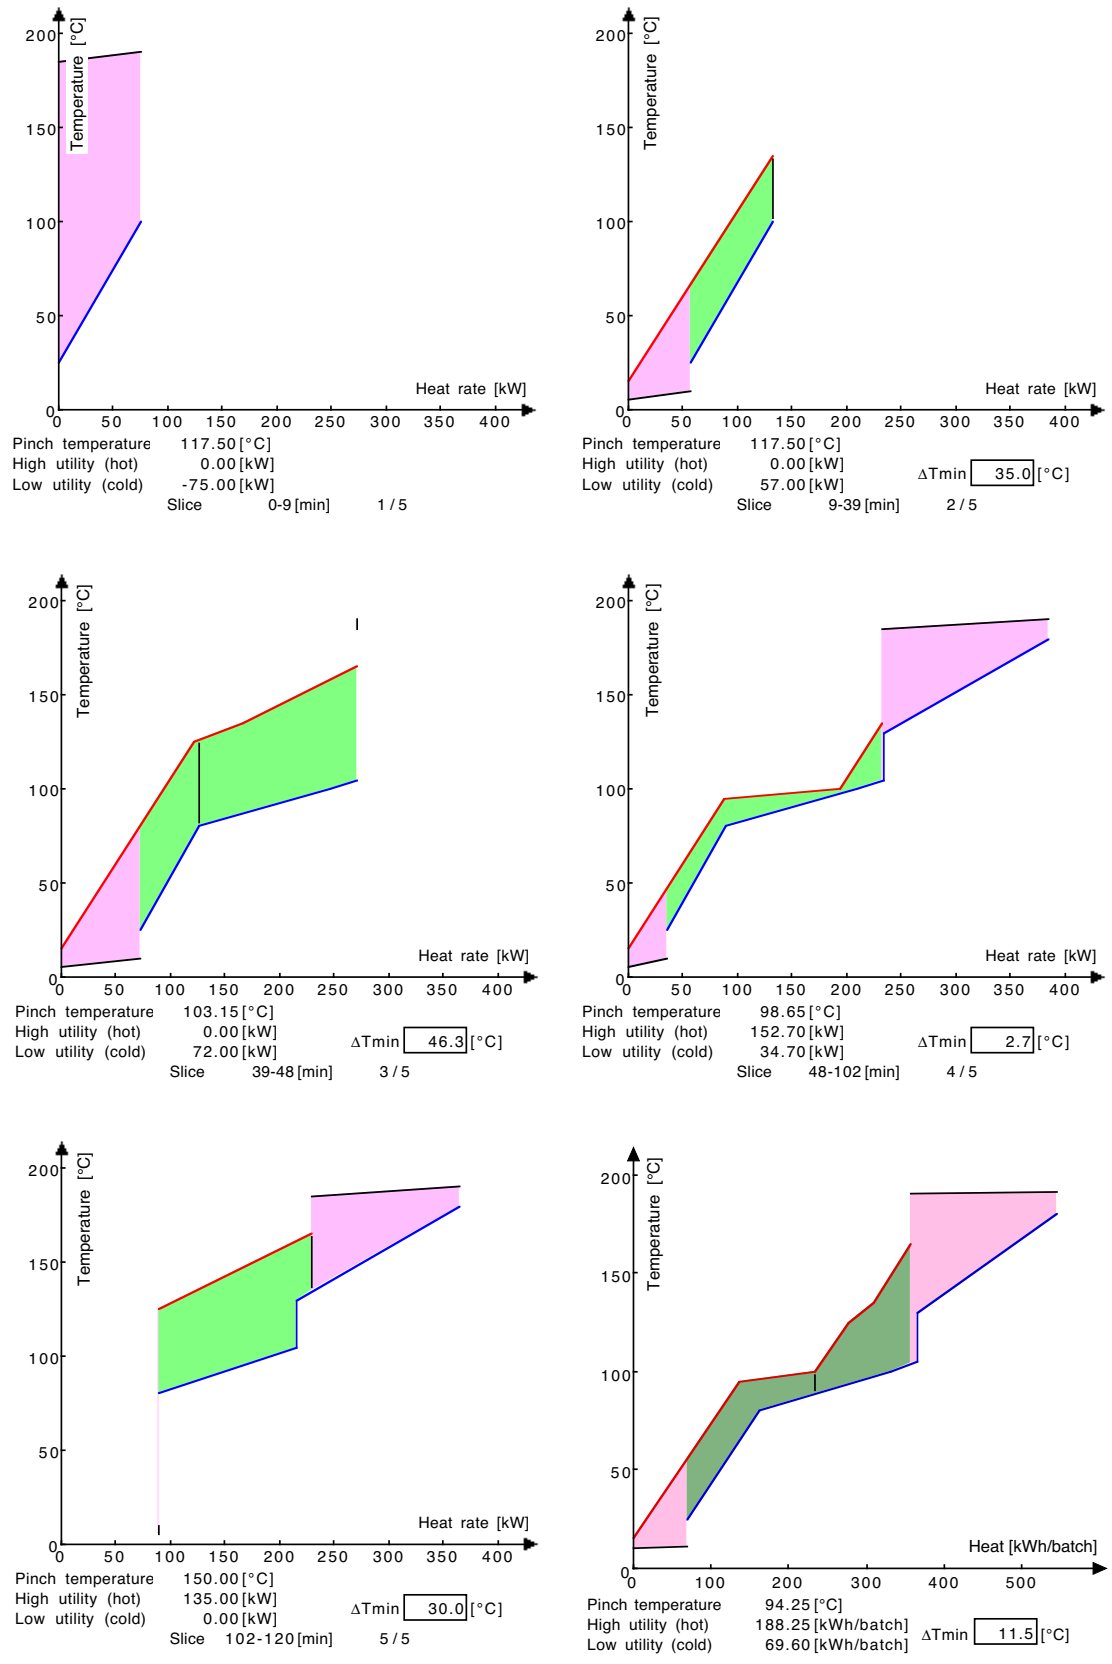 Temperature [°C]
200
150
100
50
0
Heat rate [kW]
0 50 100 150 200 250 300 350 400
Pinch temperature 117.50 [°C]
High utility (hot) 0.00 [kW]
Low utility (cold) -75.00 [kW]
Slice 0-9 [min] 1 / 5
Temperature [°C]
200
150
100
50
0
Heat rate [kW]
0 50 100 150 200 250 300 350 400
Pinch temperature 117.50 [°C]
High utility (hot) 0.00 [kW]
Low utility (cold) 57.00 [kW]
ΔTmin 35.0 [°C]
Slice 9-39 [min] 2 / 5
Temperature [°C]
200
150
100
50
0
Heat rate [kW]
0 50 100 150 200 250 300 350 400
Pinch temperature 103.15 [°C]
High utility (hot) 0.00 [kW]
Low utility (cold) 72.00 [kW]
ΔTmin 46.3 [°C]
Slice 39-48 [min] 3 / 5
Temperature [°C]
200
150
100
50
0
Heat rate [kW]
0 50 100 150 200 250 300 350 400
Pinch temperature 98.65 [°C]
High utility (hot) 152.70 [kW]
Low utility (cold) 34.70 [kW]
ΔTmin 2.7 [°C]
Slice 48-102 [min] 4 / 5
Temperature [°C]
200
150
100
50
0
Heat rate [kW]
0 50 100 150 200 250 300 350 400
Pinch temperature 150.00 [°C]
High utility (hot) 135.00 [kW]
Low utility (cold) 0.00 [kW]
ΔTmin 30.0 [°C]
Slice 102-120 [min] 5 / 5
Temperature [°C]
200
150
100
50
0
Heat [kWh/batch]
0 100 200 300 400 500
Pinch temperature 94.25 [°C]
High utility (hot) 188.25 [kWh/batch]
Low utility (cold) 69.60 [kWh/batch]
ΔTmin 11.5 [°C]